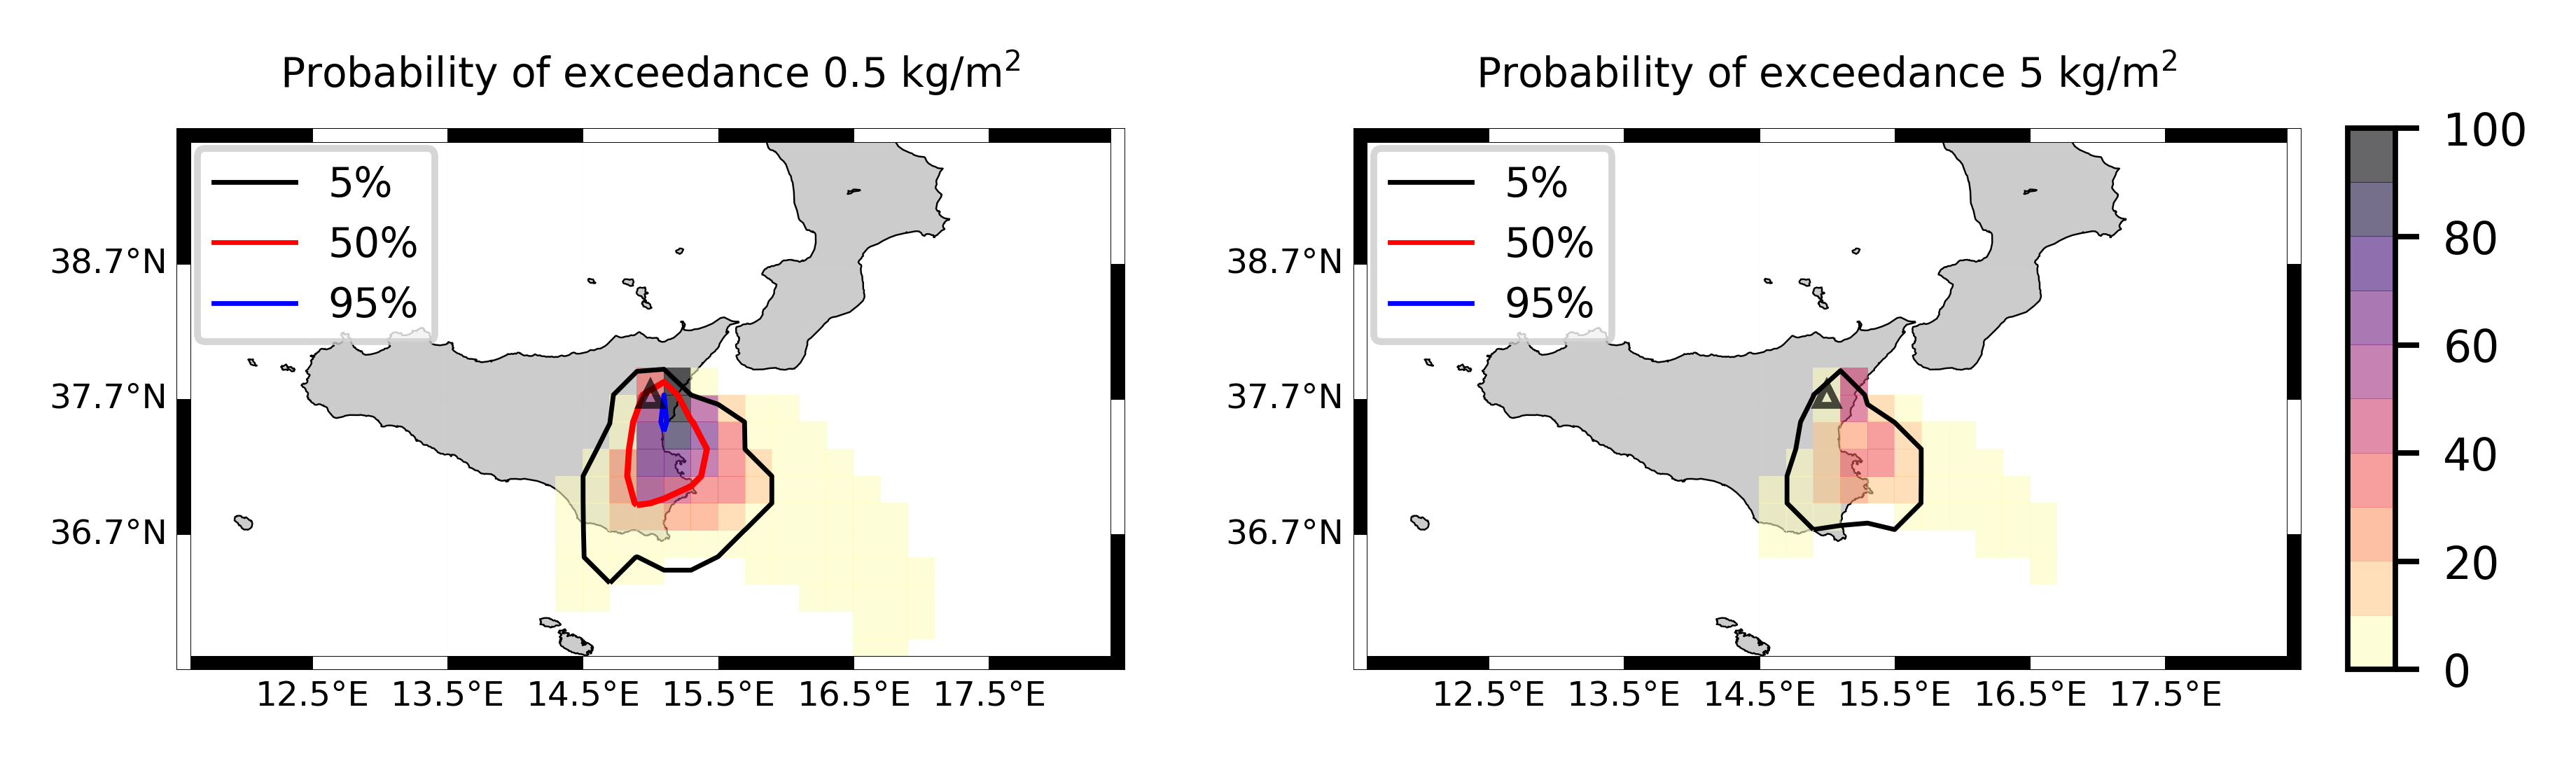 Probability of exceedance 0.5 kg/m²
5%
50%
95%
38.7°N
37.7°N
36.7°N
12.5°E 13.5°E 14.5°E 15.5°E 16.5°E 17.5°E
Probability of exceedance 5 kg/m²
5%
50%
95%
38.7°N
37.7°N
36.7°N
12.5°E 13.5°E 14.5°E 15.5°E 16.5°E 17.5°E
100
80
60
40
20
0